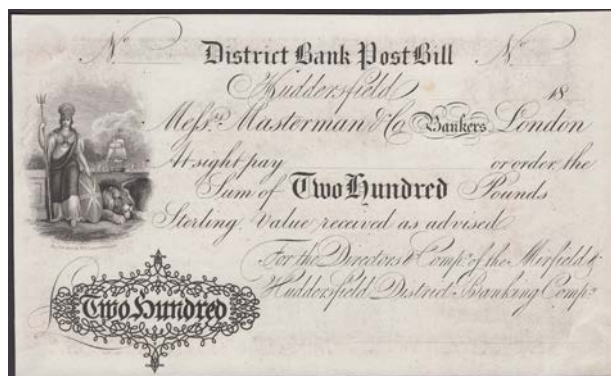 No District Bank Post Bill No
Huddersfield 18
Messrs. Masterman & Co Bankers London
At sight pay or order the
Sum of Two Hundred Pounds
Sterling, Value received as advised
For the Directors & Compy. of the Mirfield &
Huddersfield District Banking Compy.
Two Hundred